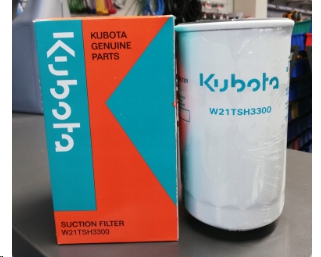 Kubota
KUBOTA
GENUINE
PARTS
SUCTION FILTER
W21TSH3300
Kubota
W21TSH3300